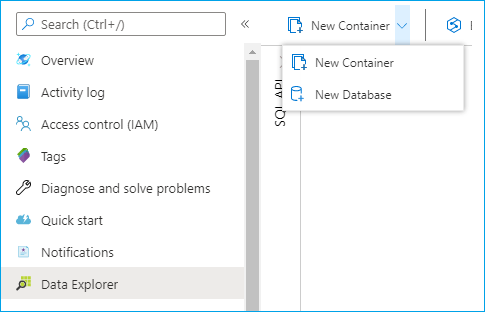 Search (Ctrl+/)
«
New Container
Overview
New Container
Activity log
New Database
SQL API
Access control (IAM)
Tags
Diagnose and solve problems
Quick start
Notifications
Data Explorer